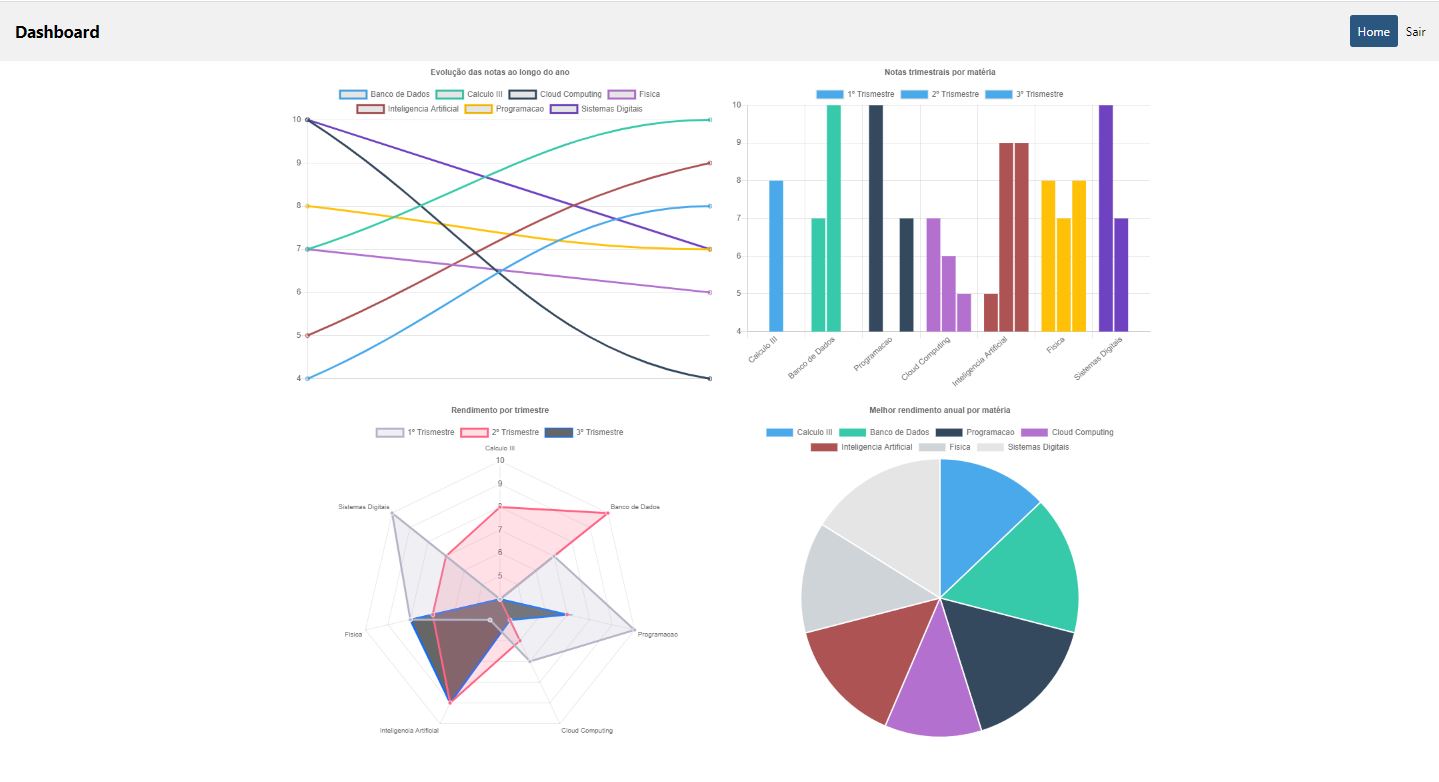 Dashboard
Home Sair
Evolução das notas ao longo do ano
Banco de Dados Calculo III Cloud Computing Fisica
Inteligencia Artificial Programacao Sistemas Digitais
10
9
8
7
6
5
4
Notas trimestrais por matéria
1º Trismestre 2º Trismestre 3º Trismestre
10
9
8
7
6
5
4
Calculo III
Banco de Dados
Programacao
Cloud Computing
Inteligencia Artificial
Fisica
Sistemas Digitais
Rendimento por trimestre
1º Trismestre 2º Trismestre 3º Trismestre
Calculo III
10
9
8
7
6
5
Sistemas Digitais
Banco de Dados
Fisica
Programacao
Inteligencia Artificial
Cloud Computing
Melhor rendimento anual por matéria
Calculo III Banco de Dados Programacao Cloud Computing
Inteligencia Artificial Fisica Sistemas Digitais